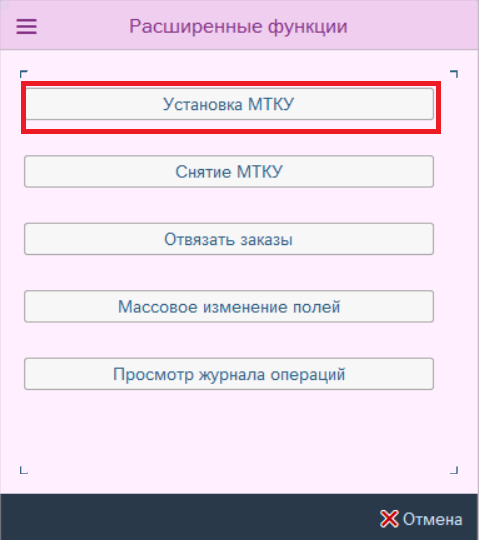 Расширенные функции
Установка МТКУ
Снятие МТКУ
Отвязать заказы
Массовое изменение полей
Просмотр журнала операций
Отмена